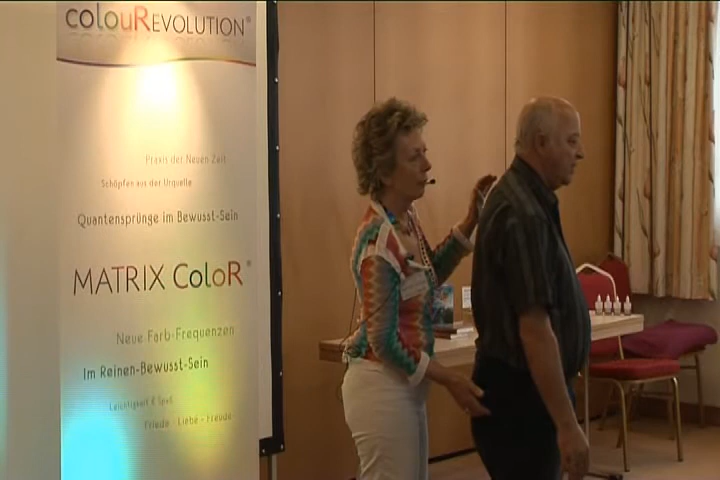 colouREVOLUTION®
Praxis der Neuen Zeit
Schöpfen aus der Urquelle
Quantensprünge im Bewusst-Sein
MATRIX ColoR®
Neue Farb-Frequenzen
Im Reinen-Bewusst-Sein
Leichtigkeit & Spaß
Friede - Liebe - Freude